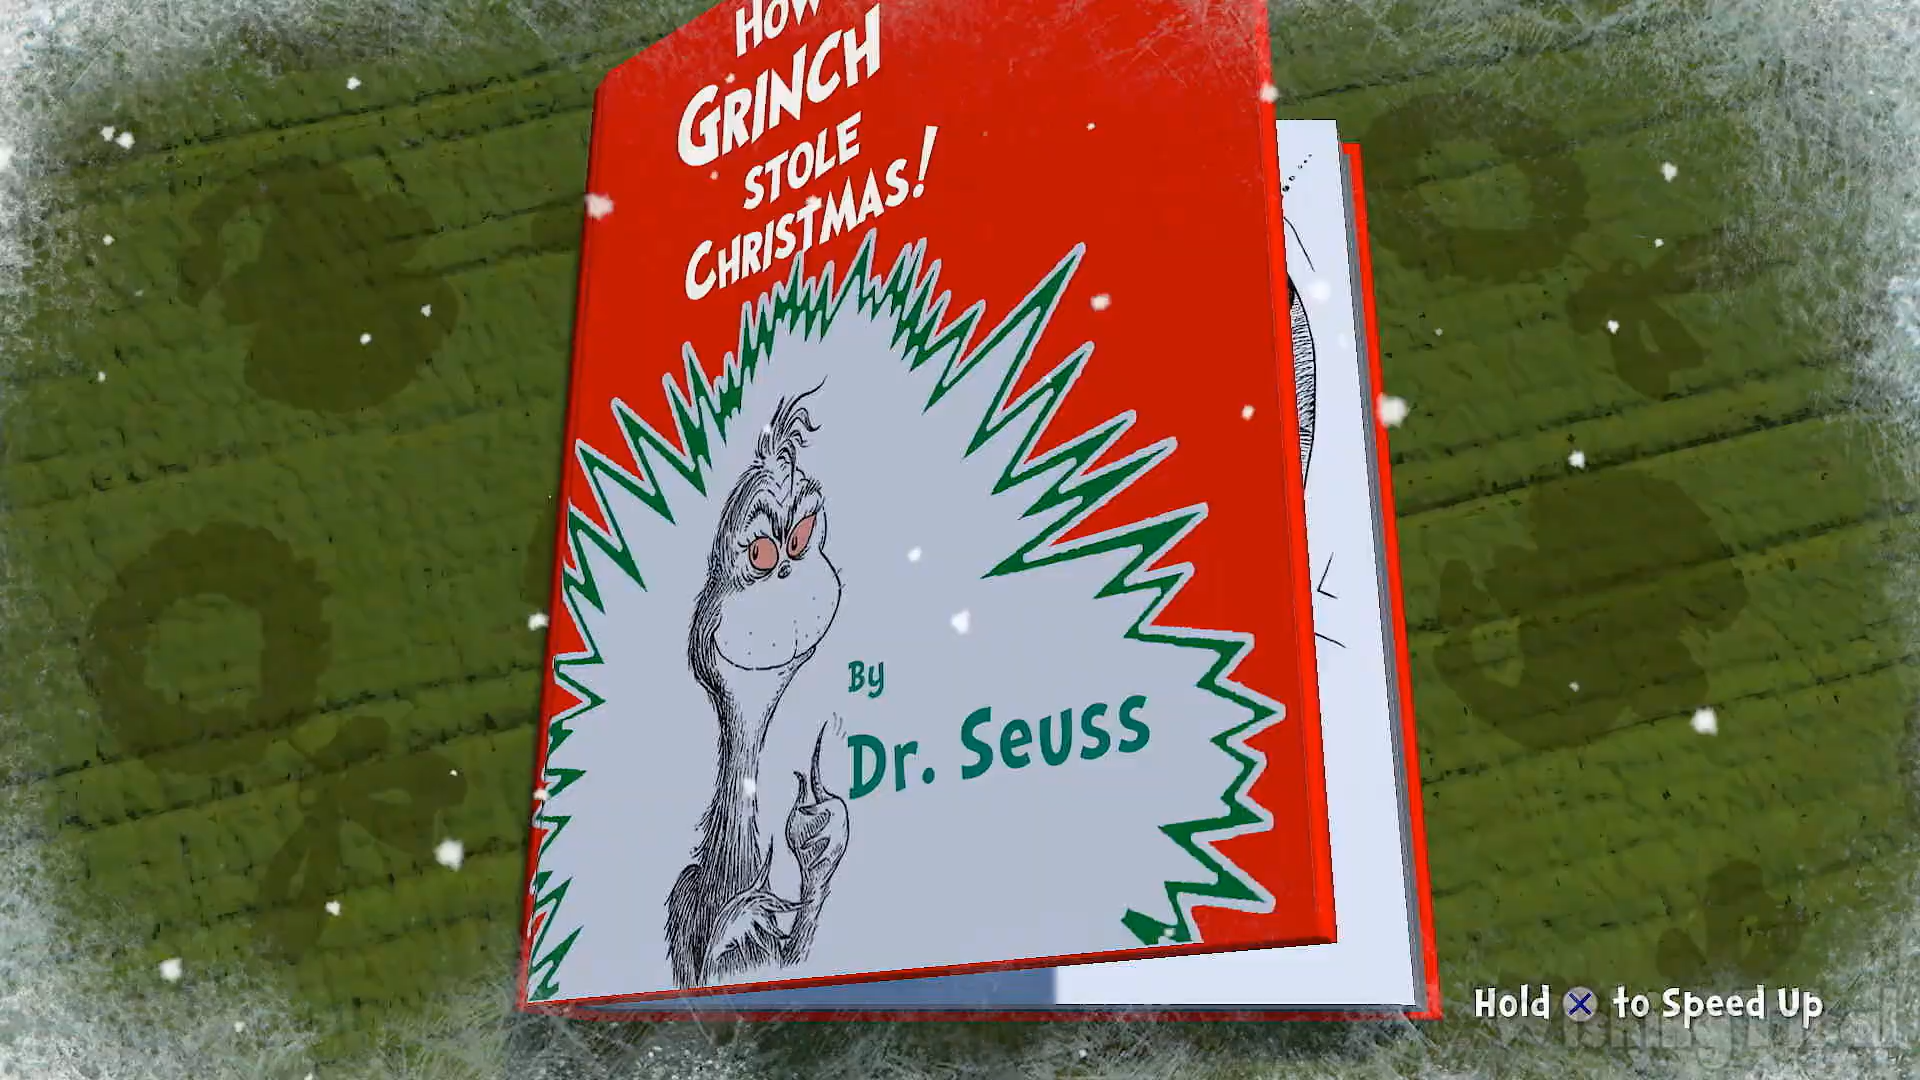 HOW
GRINCH
STOLE
CHRISTMAS!
By
Dr. Seuss
Hold ⓧ to Speed Up